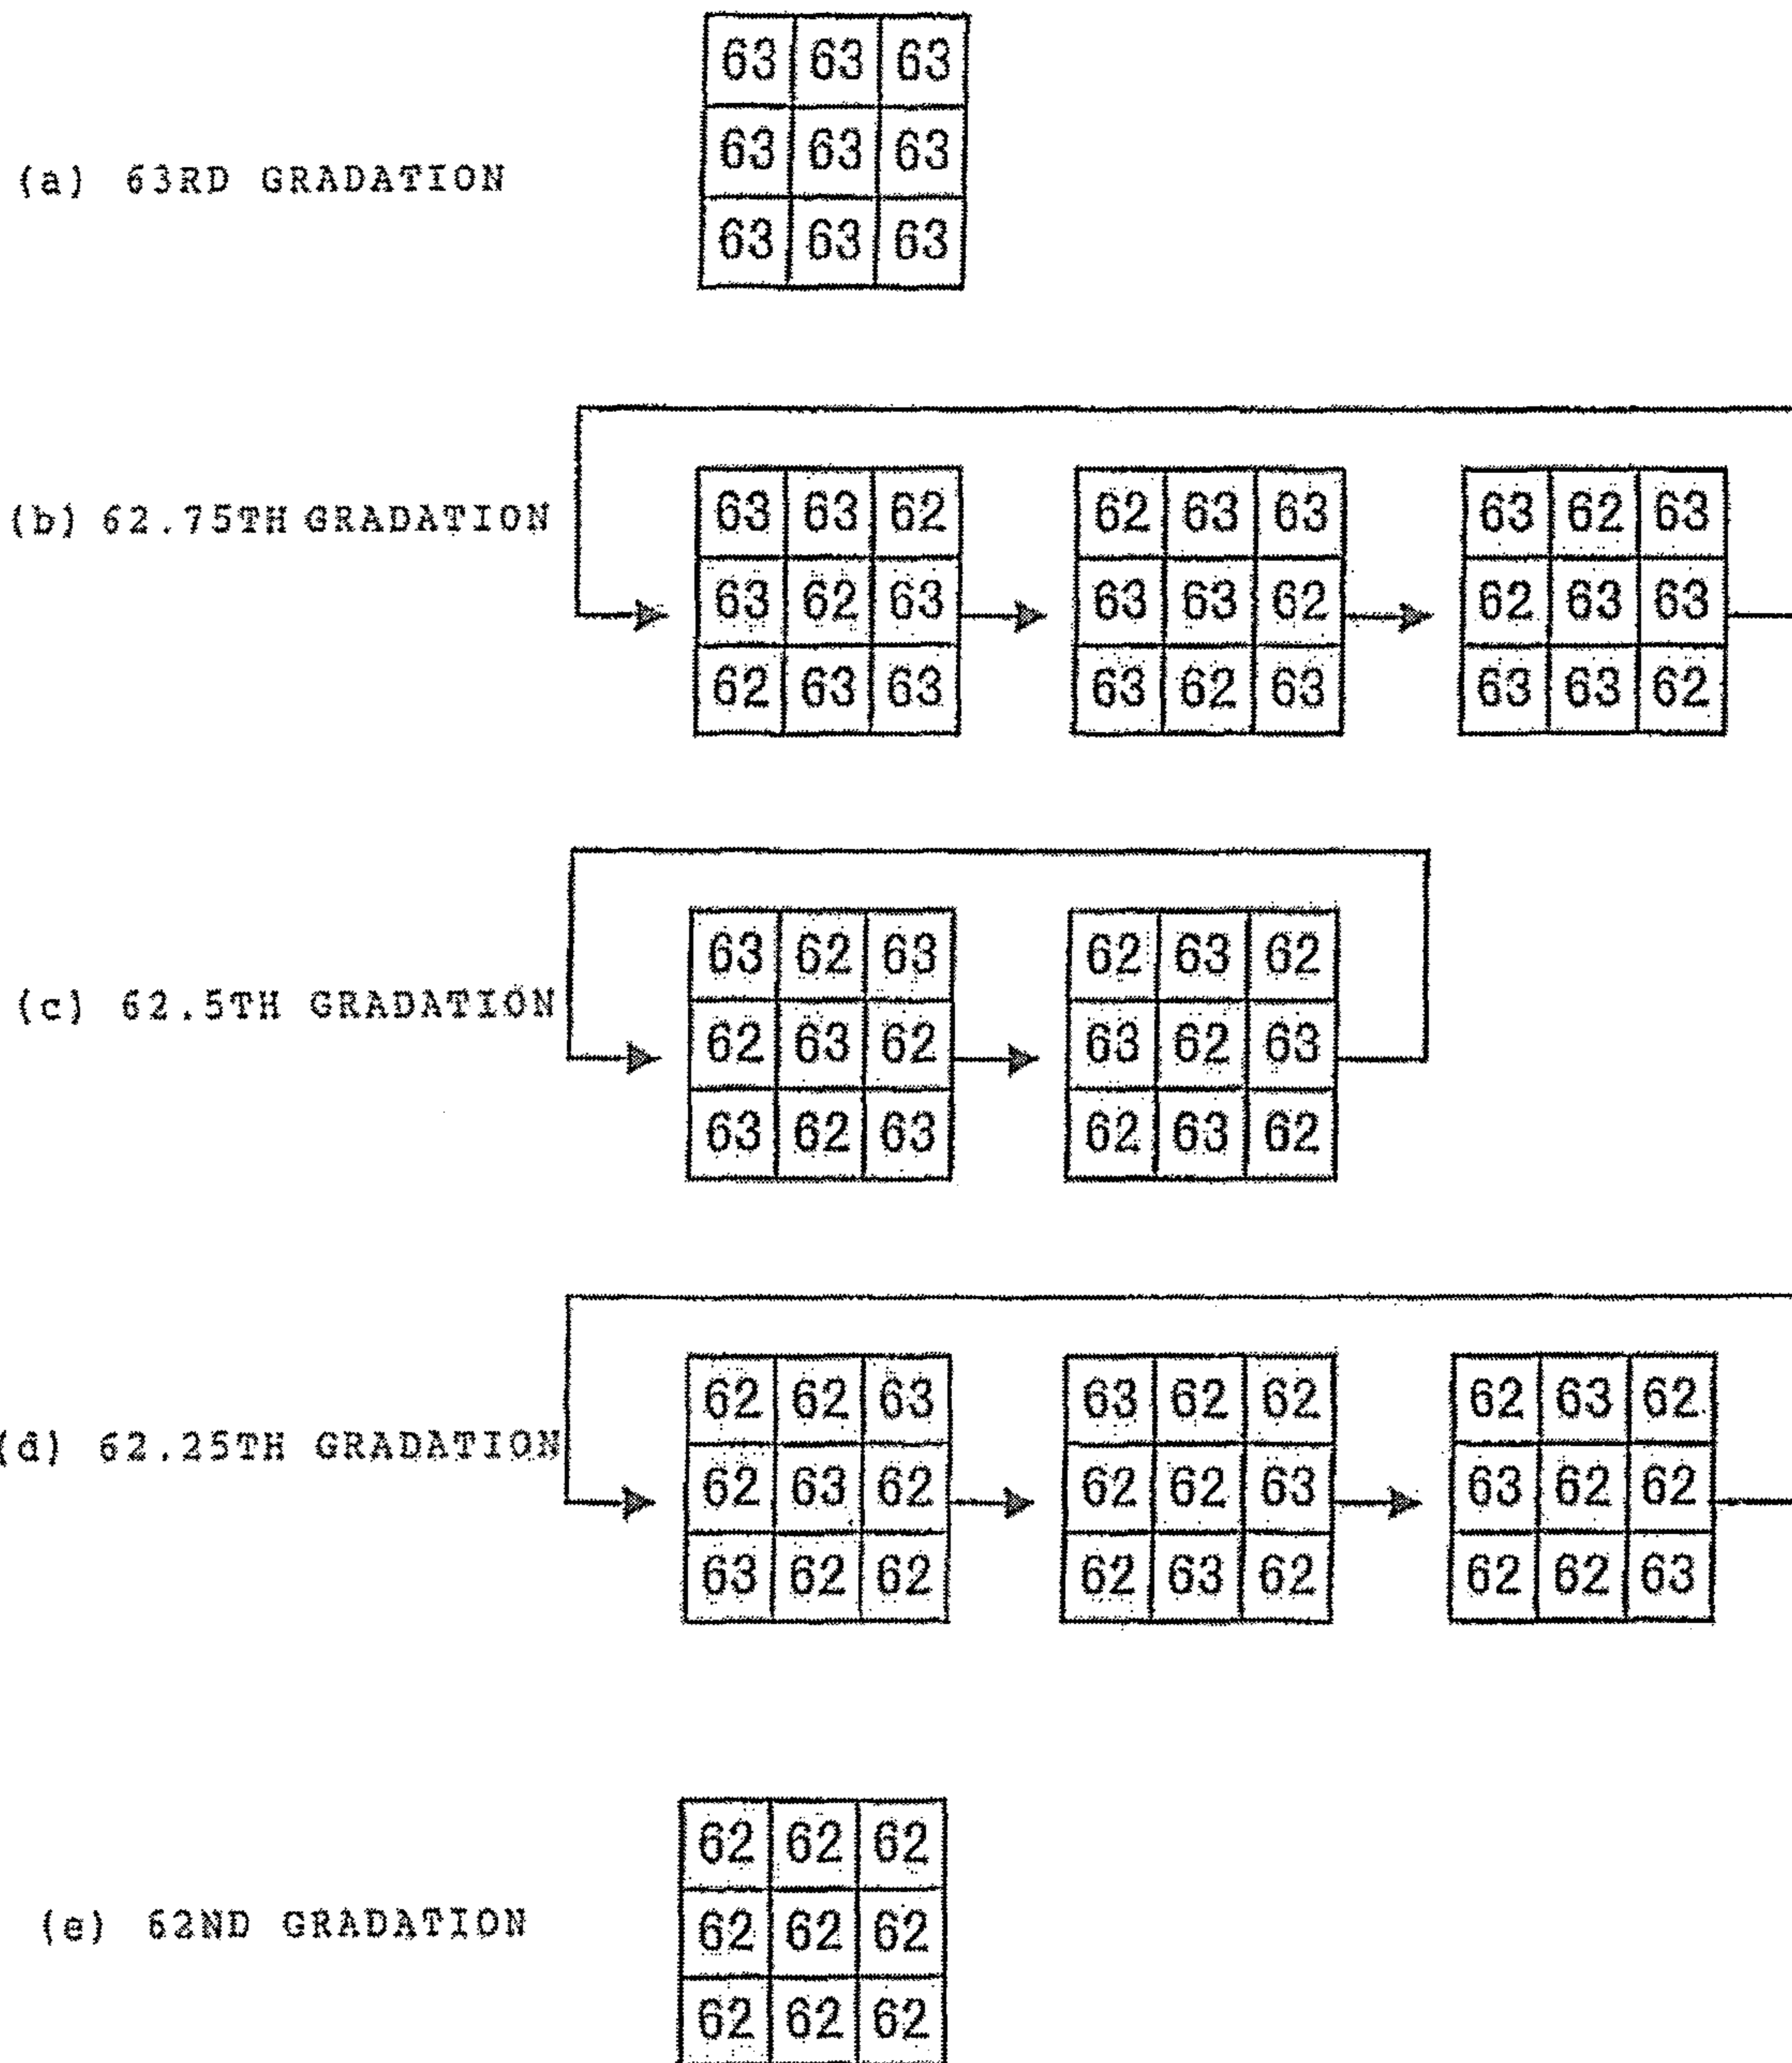 63 63 63
(a) 63RD GRADATION
63 63 63
63 63 63
63 63 62 62 63 63 63 62 63
(b) 62.75TH GRADATION
63 62 63 63 63 62 62 63 63
62 63 63 63 62 63 63 63 62
63 62 63 62 63 62
(c) 62.5TH GRADATION
62 63 62 63 62 63
63 62 63 62 63 62
62 62 63 63 62 62 62 63 62
(d) 62.25TH GRADATION
62 63 62 62 62 63 63 62 62
63 62 62 62 63 62 62 62 63
62 62 62
(e) 62ND GRADATION
62 62 62
62 62 62